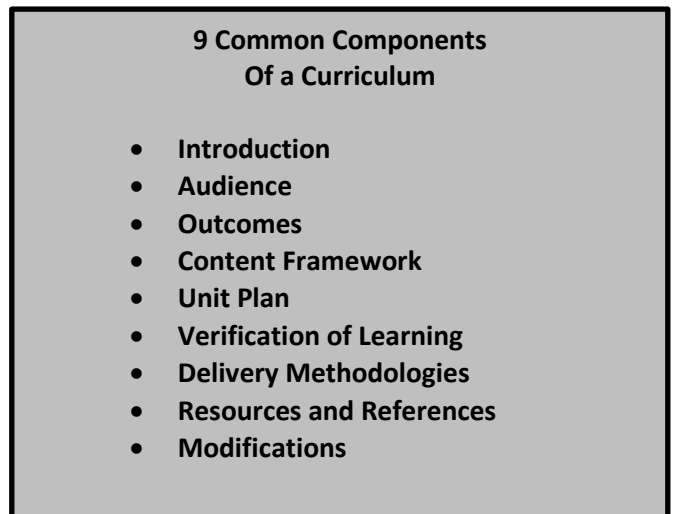 9 Common Components
Of a Curriculum
• Introduction
• Audience
• Outcomes
• Content Framework
• Unit Plan
• Verification of Learning
• Delivery Methodologies
• Resources and References
• Modifications